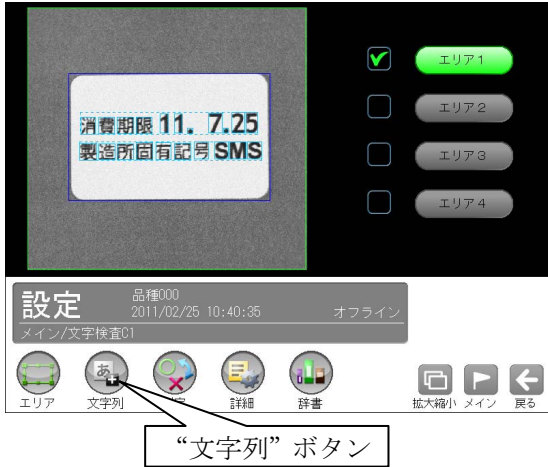 消費期限 11. 7.25
製造所固有記号 SMS
エリア1
エリア2
エリア3
エリア4
設定
品種000
2011/02/25 10:40:35
オフライン
メイン/文字検査C1
エリア
文字列
詳細
辞書
拡大縮小
メイン
戻る
“文字列” ボタン